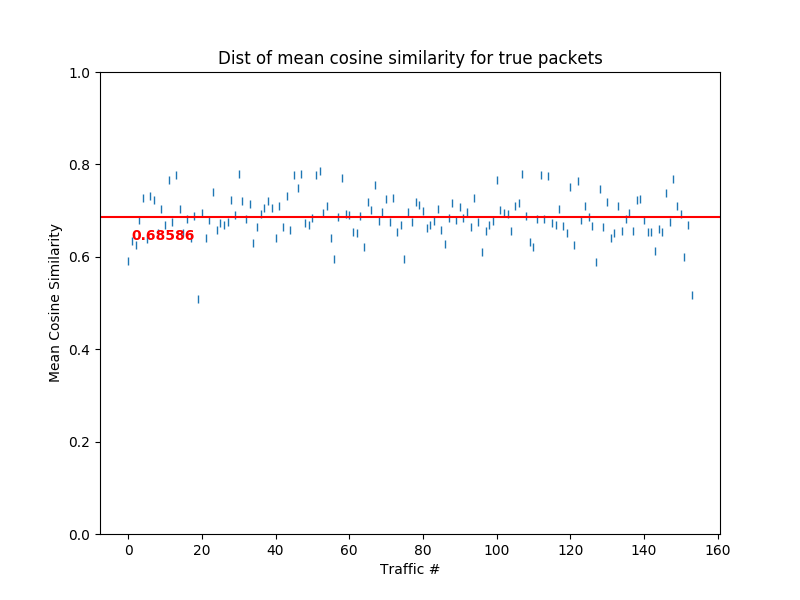 Dist of mean cosine similarity for true packets
1.0
0.8
0.6
0.4
0.2
0.0
Mean Cosine Similarity
0.68586
0 20 40 60 80 100 120 140 160
Traffic #